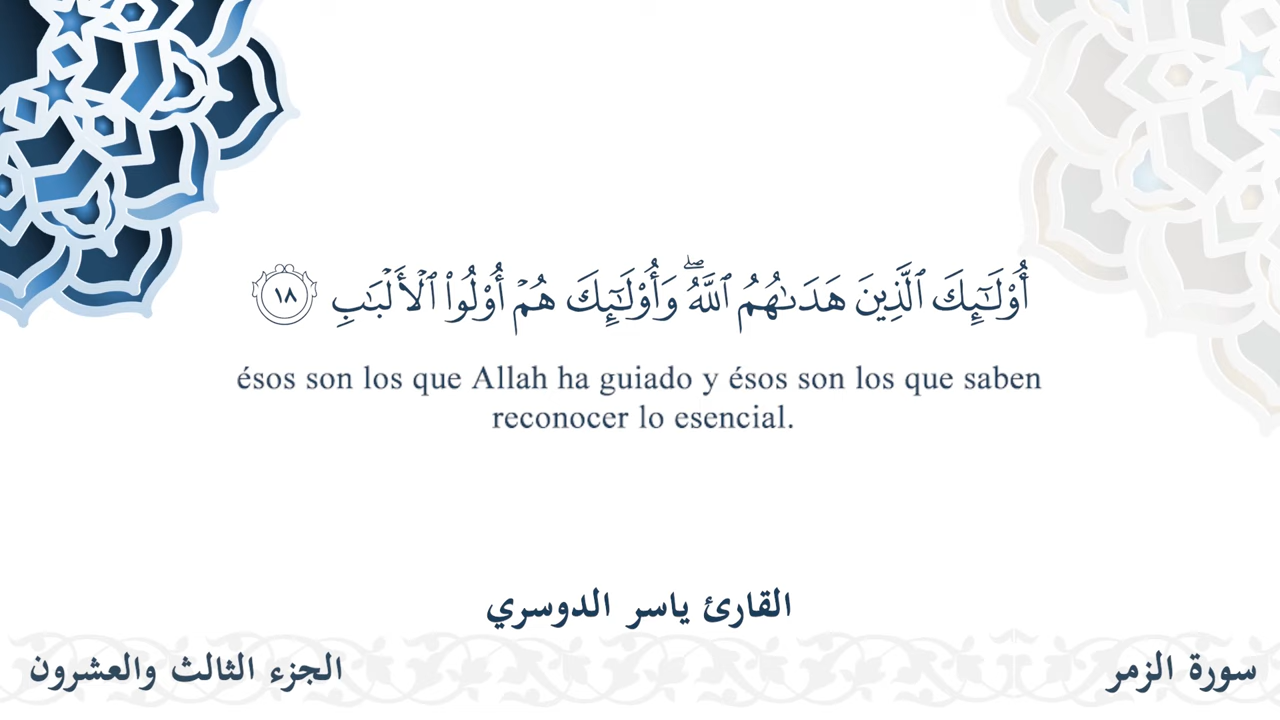 أُوْلَـٰٓئِكَ ٱلَّذِينَ هَدَىٰهُمُ ٱللَّهُۖ وَأُوْلَـٰٓئِكَ هُمۡ أُوْلُواْ ٱلۡأَلۡبَـٰبِ ١٨
ésos son los que Allah ha guiado y ésos son los que saben
reconocer lo esencial.
القارئ ياسر الدوسري
سورة الزمر
الجزء الثالث والعشرون